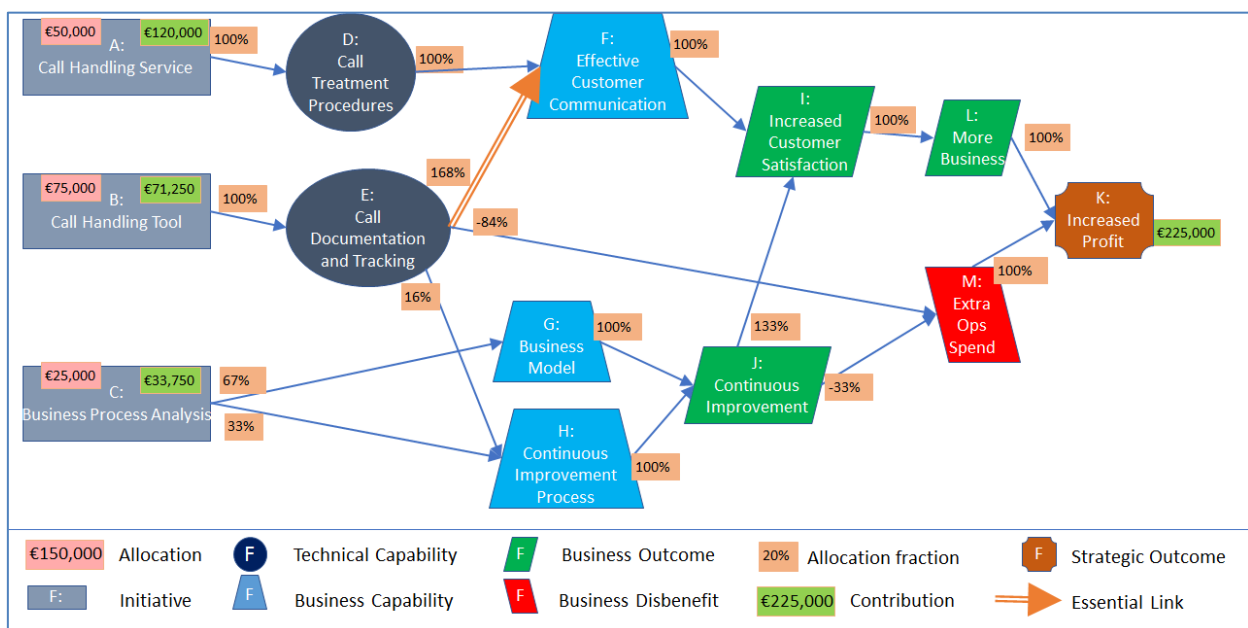 €50,000
€120,000
A:
Call Handling Service
100%
D:
Call
Treatment
Procedures
100%
F:
Effective
Customer
Communication
100%
I:
Increased
Customer
Satisfaction
100%
L:
More
Business
100%
€75,000
€71,250
B:
Call Handling Tool
100%
E:
Call
Documentation
and Tracking
168%
-84%
16%
K:
Increased
Profit
€225,000
M:
Extra
Ops
Spend
100%
€25,000
€33,750
C:
Business Process Analysis
67%
33%
G:
Business
Model
100%
H:
Continuous
Improvement
Process
100%
133%
J:
Continuous
Improvement
-33%
€150,000 Allocation
F Technical Capability
F Business Outcome
20% Allocation fraction
F Strategic Outcome
F: Initiative
F Business Capability
F Business Disbenefit
€225,000 Contribution
Essential Link